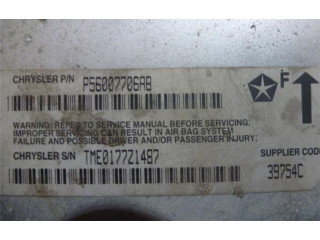 CHRYSLER P/N P56007706AB
F
WARNING: REFER TO SERVICE MANUAL BEFORE SERVICING.
IMPROPER SERVICING CAN RESULT IN AIR BAG SYSTEM
FAILURE AND POSSIBLE DRIVER AND/OR PASSENGER INJURY.
CHRYSLER S/N TME0177Z1487
SUPPLIER CODE
39754C